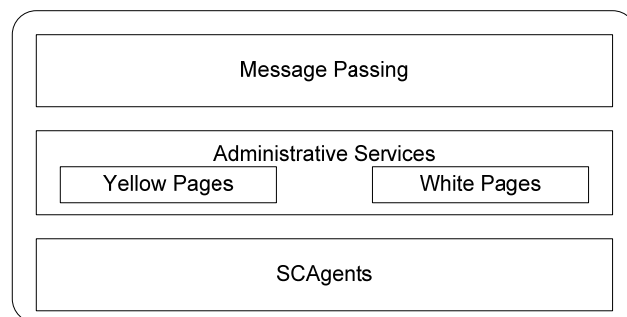 Message Passing
Administrative Services
Yellow Pages White Pages
SCAgents